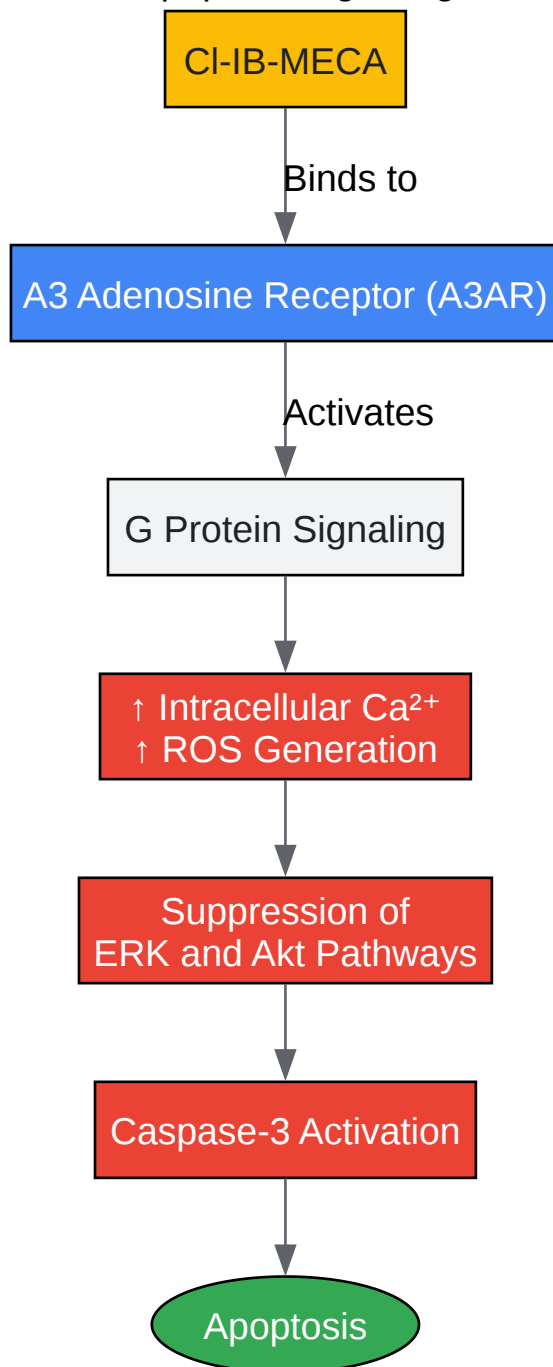 Cl-IB-MECA
Binds to
A3 Adenosine Receptor (A3AR)
Activates
G Protein Signaling
↑ Intracellular Ca²⁺
↑ ROS Generation
Suppression of
ERK and Akt Pathways
Caspase-3 Activation
Apoptosis